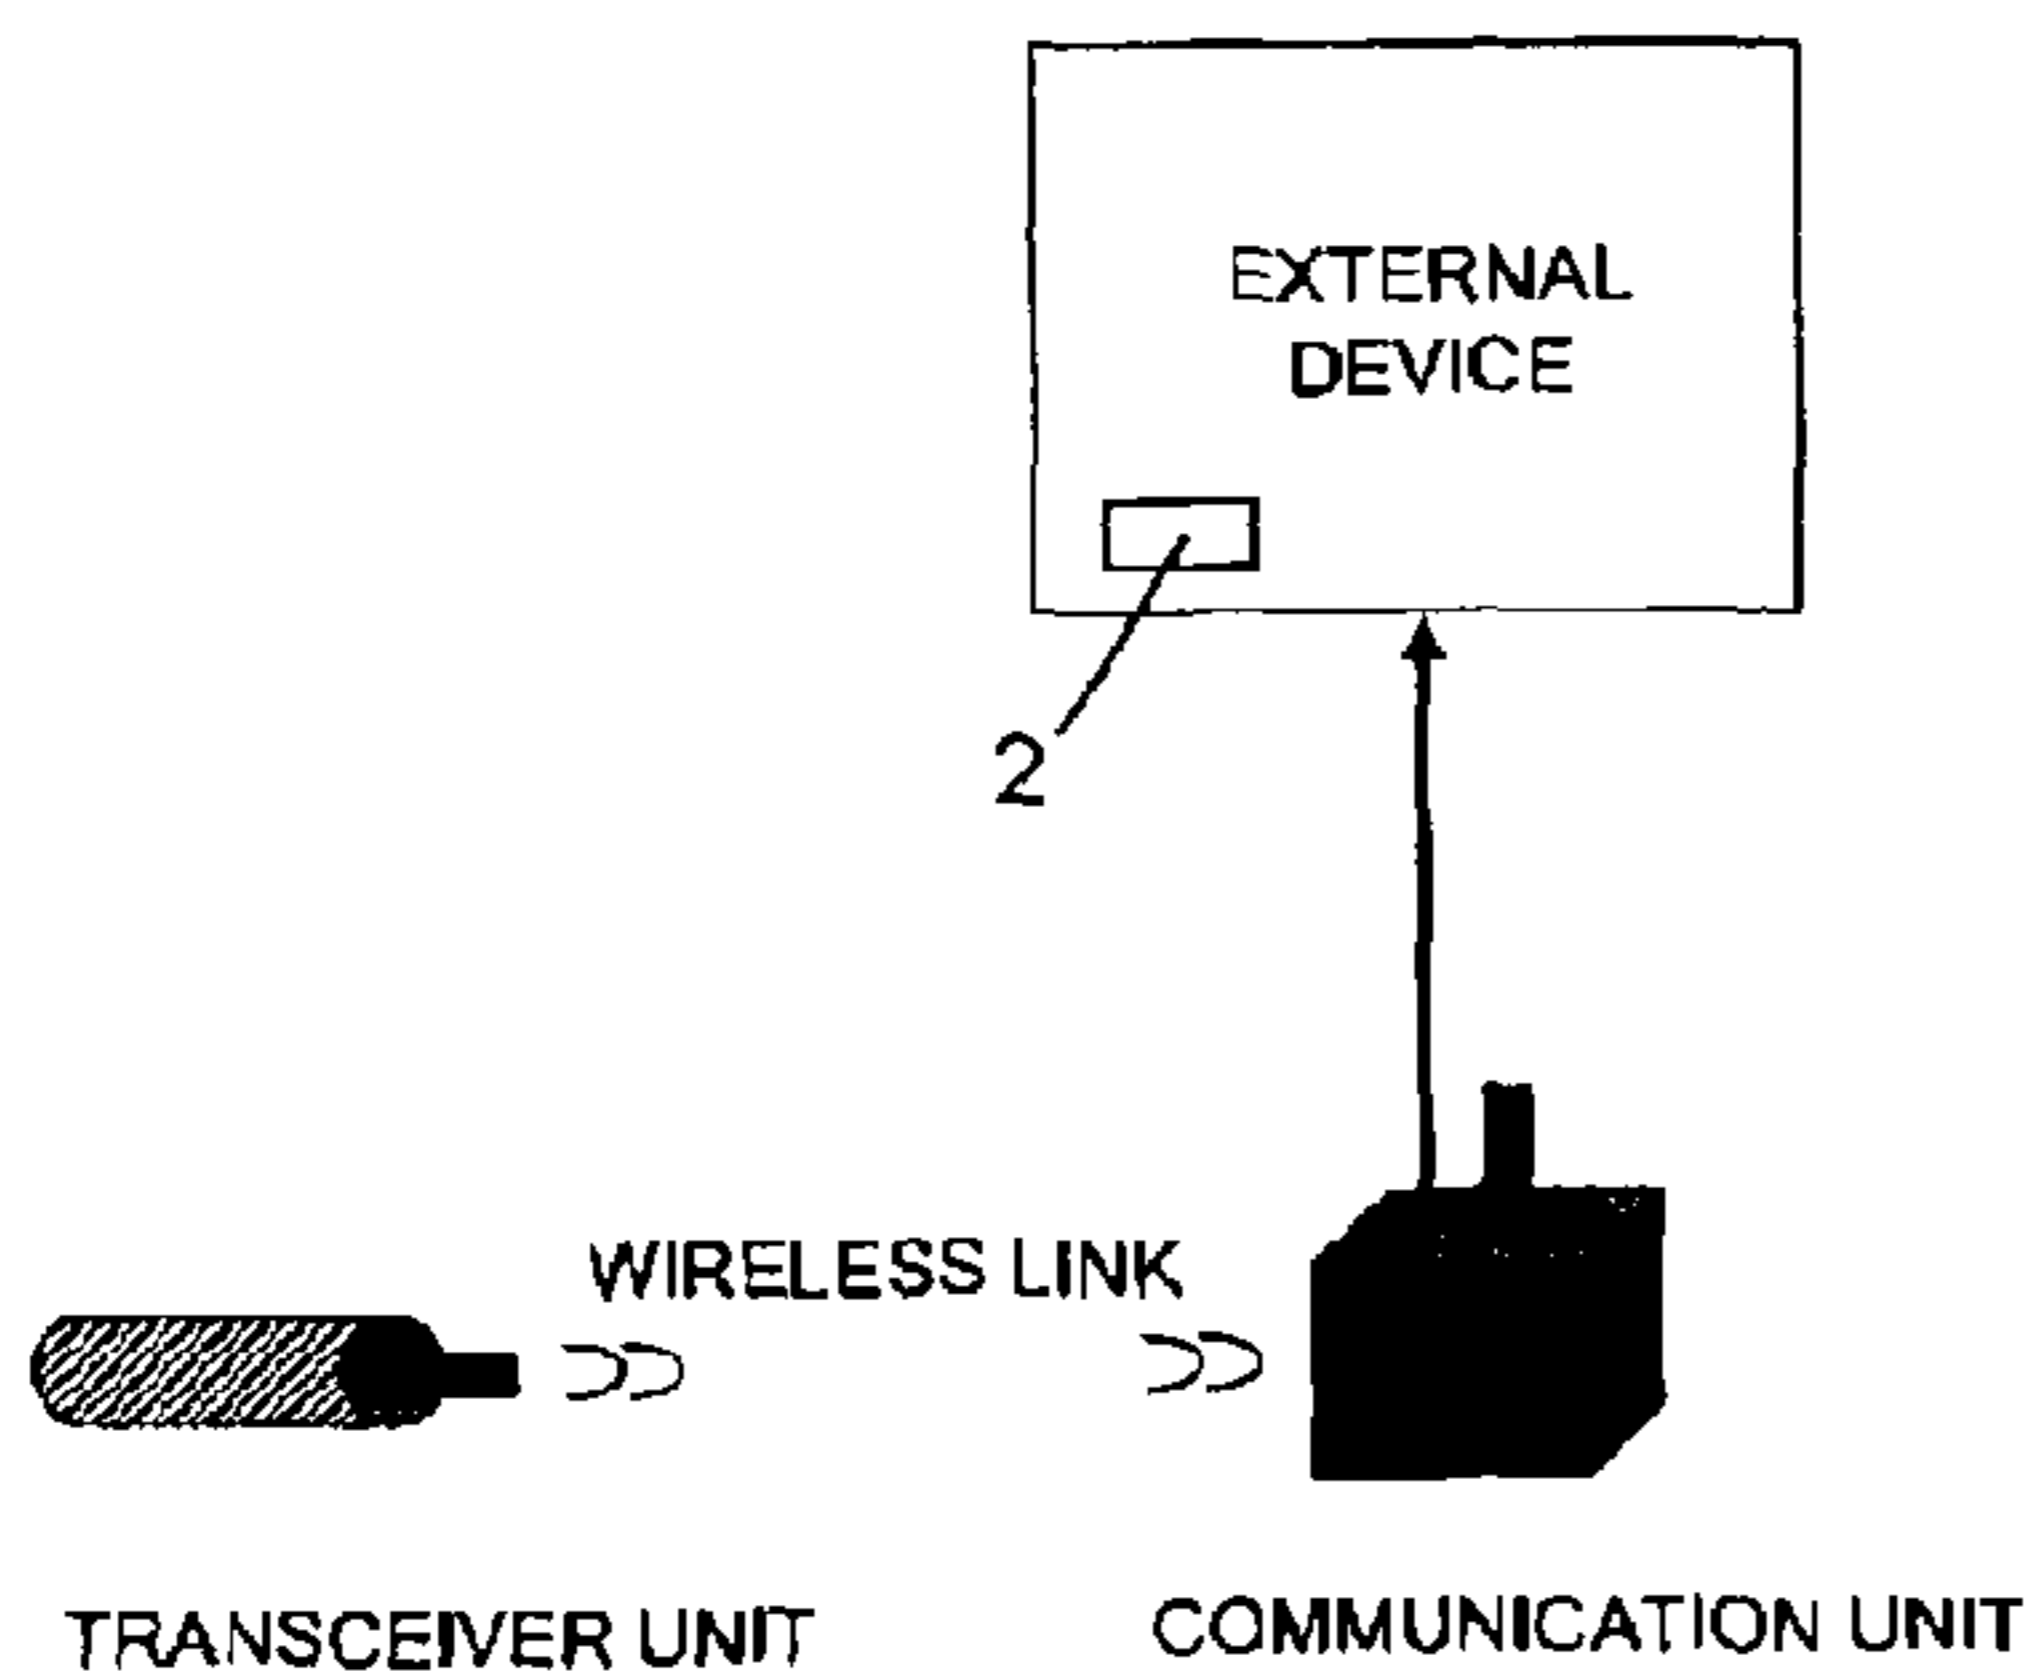 EXTERNAL
DEVICE
2
WIRELESS LINK
TRANSCEIVER UNIT
COMMUNICATION UNIT